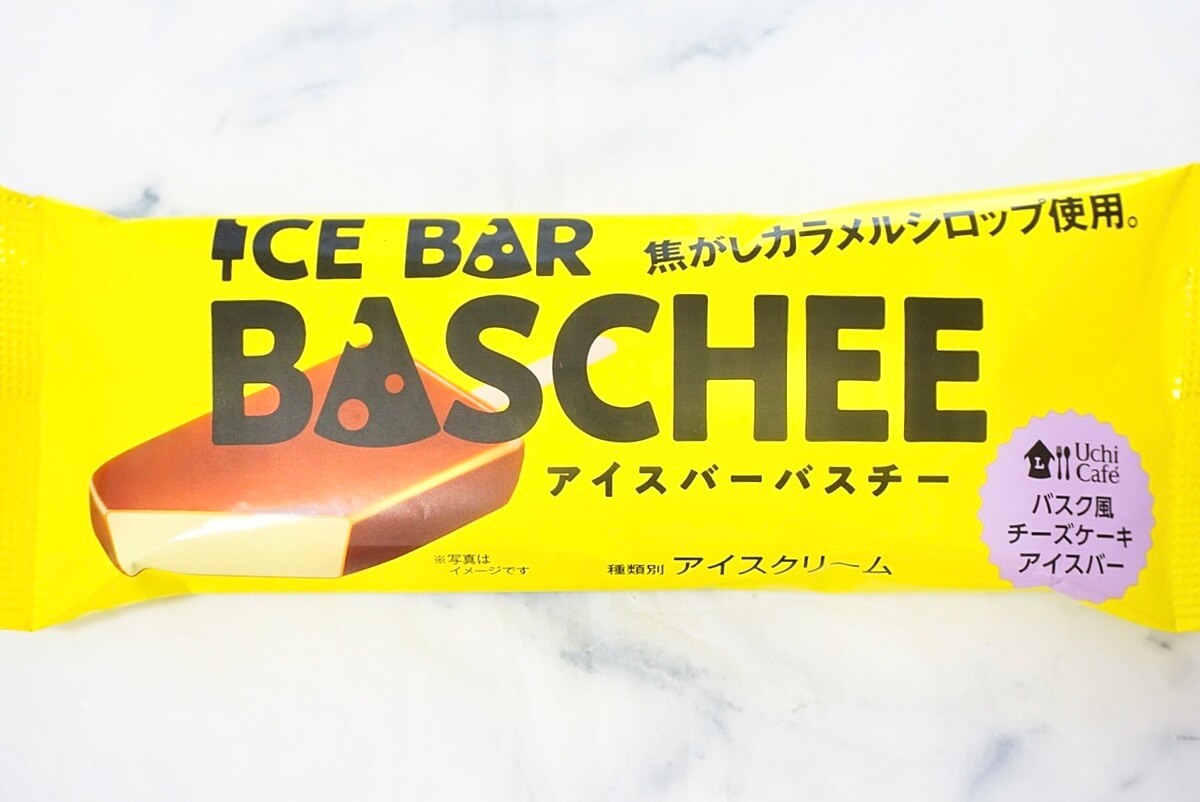 ICE BAR
焦がしカラメルシロップ使用。
BASCHEE
アイスバーバスチー
※写真は
イメージです
種類別 アイスクリーム
L
Uchi
Café
バスク風
チーズケーキ
アイスバー